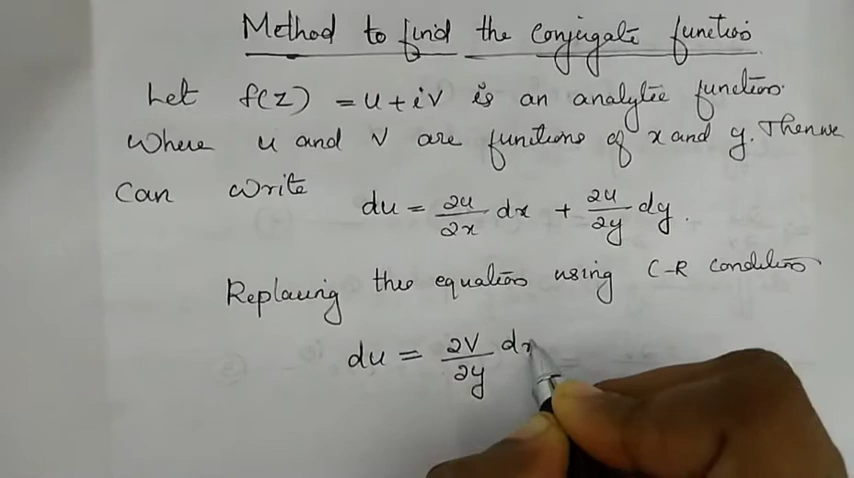 Method to find the conjugate function
Let f(z) = u + iv is an analytic function
where u and v are functions of x and y. Then we
can write du = ∂u/∂x dx + ∂u/∂y dy.
Replacing the equation using C-R condition
du = ∂v/∂y dx